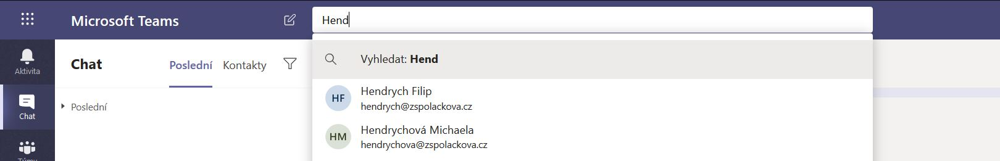 Microsoft Teams
Hend
Aktivita
Chat
Týmy
Chat
Poslední
Kontakty
Poslední
Vyhledat: Hend
HF
Hendrych Filip
hendrych@zspolackova.cz
HM
Hendrychová Michaela
hendrychova@zspolackova.cz